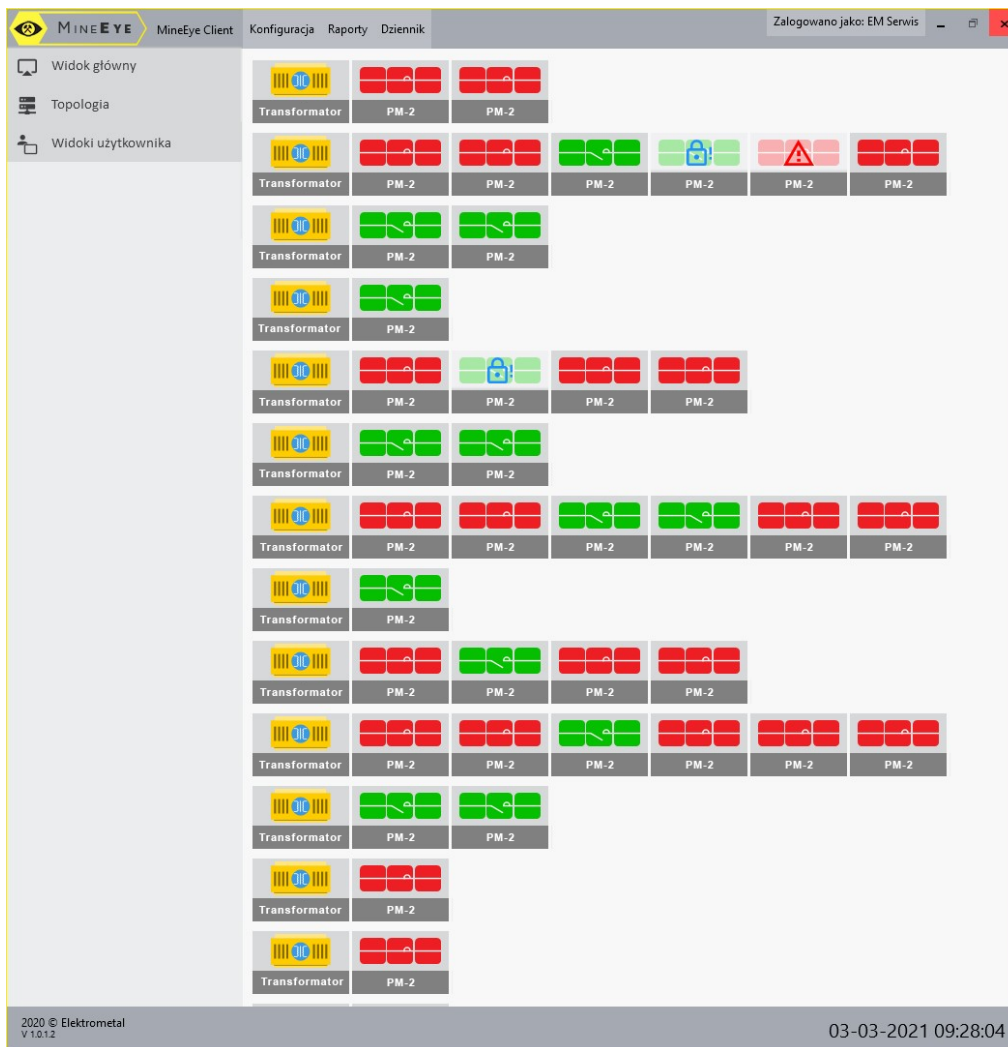 MINEEYE MineEye Client Konfiguracja Raporty Dziennik Zalogowano jako: EM Serwis
Widok główny
Topologia
Widoki użytkownika
Transformator PM-2 PM-2
Transformator PM-2 PM-2 PM-2 PM-2 PM-2 PM-2
Transformator PM-2 PM-2
Transformator PM-2
Transformator PM-2 PM-2 PM-2 PM-2
Transformator PM-2 PM-2
Transformator PM-2 PM-2 PM-2 PM-2 PM-2 PM-2
Transformator PM-2
Transformator PM-2 PM-2 PM-2 PM-2
Transformator PM-2 PM-2 PM-2 PM-2 PM-2 PM-2
Transformator PM-2 PM-2
Transformator PM-2
Transformator PM-2
2020 © Elektrometal
V 1.0.1.2
03-03-2021 09:28:04